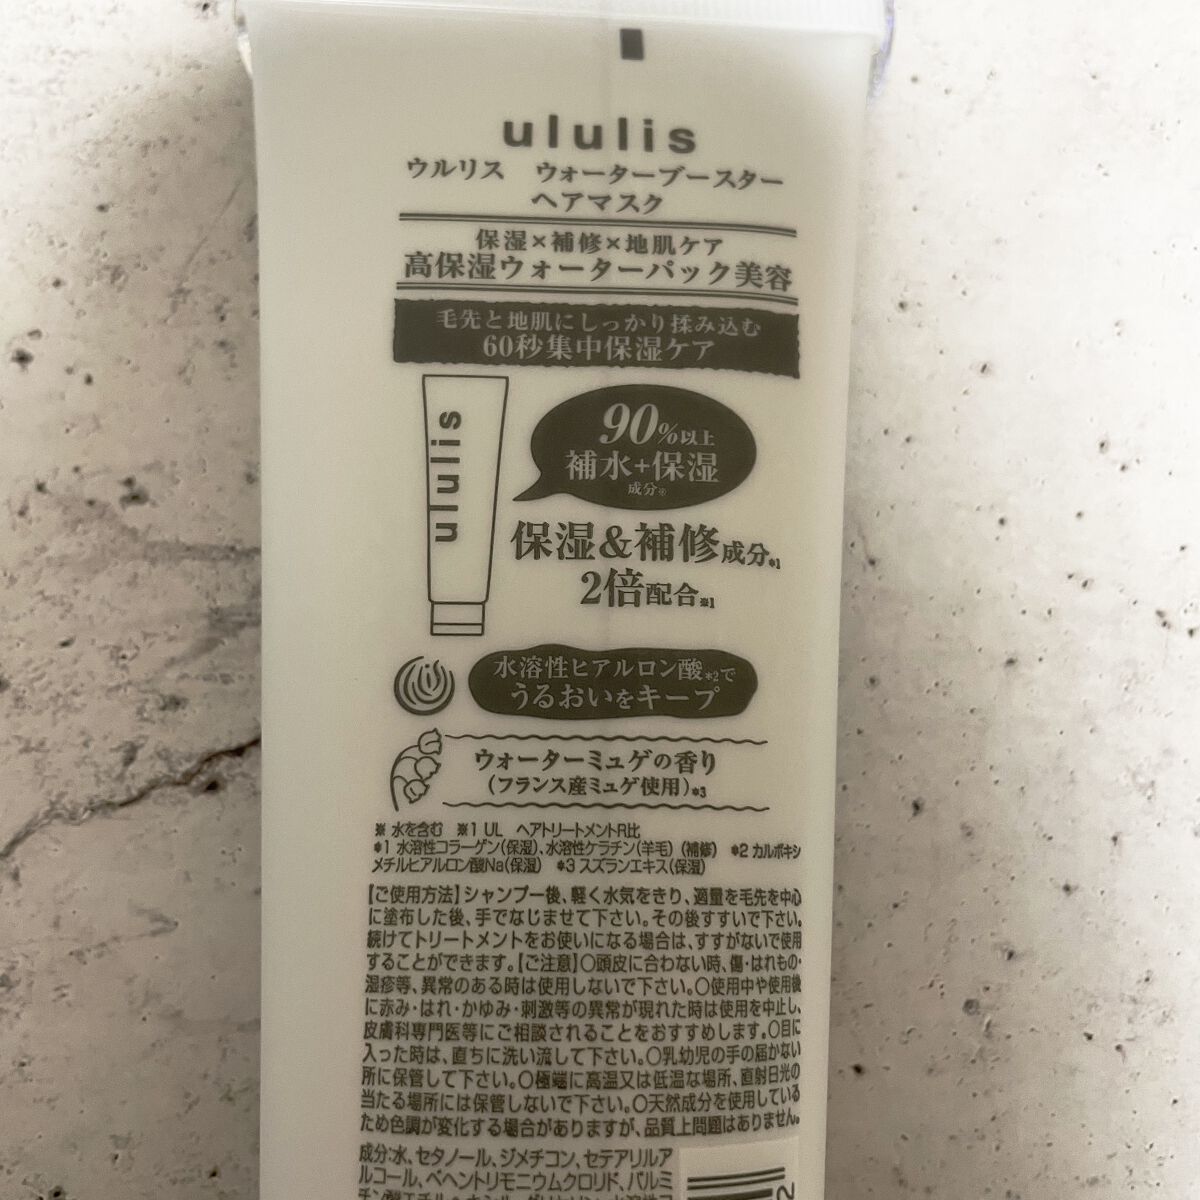 ululis
ウルリス ウォーターブースター
ヘアマスク
保湿×補修×地肌ケア
高保湿ウォーターパック美容
毛先と地肌にしっかり揉み込む
60秒集中保湿ケア
ululis
90%以上
補水+保湿
成分※
保湿&補修成分*1
2倍配合※1
水溶性ヒアルロン酸*2で
うるおいをキープ
ウォーターミュゲの香り
(フランス産ミュゲ使用)*3
※ 水を含む ※1 UL ヘアトリートメントR比
*1 水溶性コラーゲン(保湿)、水溶性ケラチン(羊毛)(補修) *2 カルボキシ
メチルヒアルロン酸Na(保湿) *3 スズランエキス(保湿)
【ご使用方法】シャンプー後、軽く水気をきり、適量を毛先を中心
に塗布した後、手でなじませて下さい。その後すすいで下さい。
続けてトリートメントをお使いになる場合は、すすがないで使用
することができます。【ご注意】〇頭皮に合わない時、傷・はれもの・
湿疹等、異常のある時は使用しないで下さい。〇使用中や使用後
に赤み・はれ・かゆみ・刺激等の異常が現れた時は使用を中止し、
皮膚科専門医等にご相談されることをおすすめします。〇目に
入った時は、直ちに洗い流して下さい。〇乳幼児の手の届かない
所に保管して下さい。〇極端に高温又は低温な場所、直射日光の
当たる場所には保管しないで下さい。〇天然成分を使用している
ため色調が変化する場合がありますが、品質上問題はありません。
成分:水、セタノール、ジメチコン、セテアリルア
ルコール、ベヘントリモニウムクロリド、パルミ
2